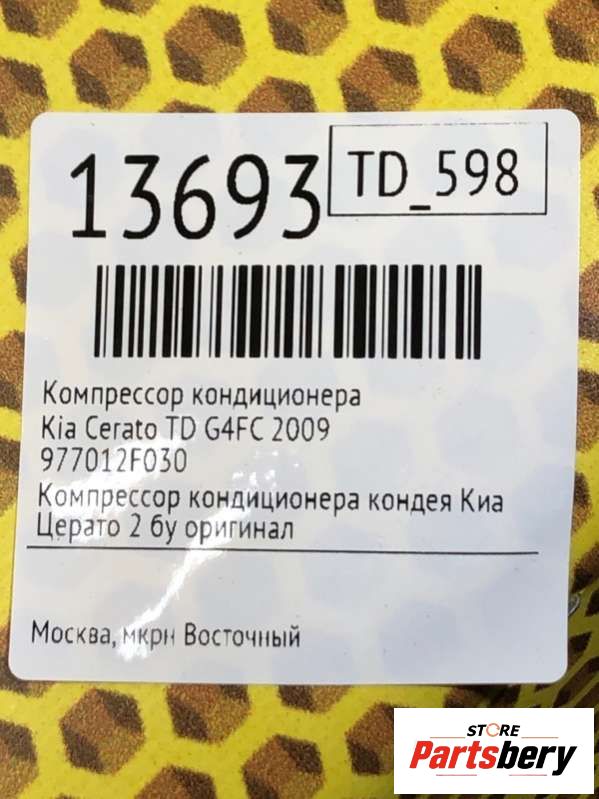 13693
TD_598
Компрессор кондиционера
Kia Cerato TD G4FC 2009
977012F030
Компрессор кондиционера кондея Киа
Церато 2 бу оригинал
Москва, мкрн Восточный
STORE
Partsbery